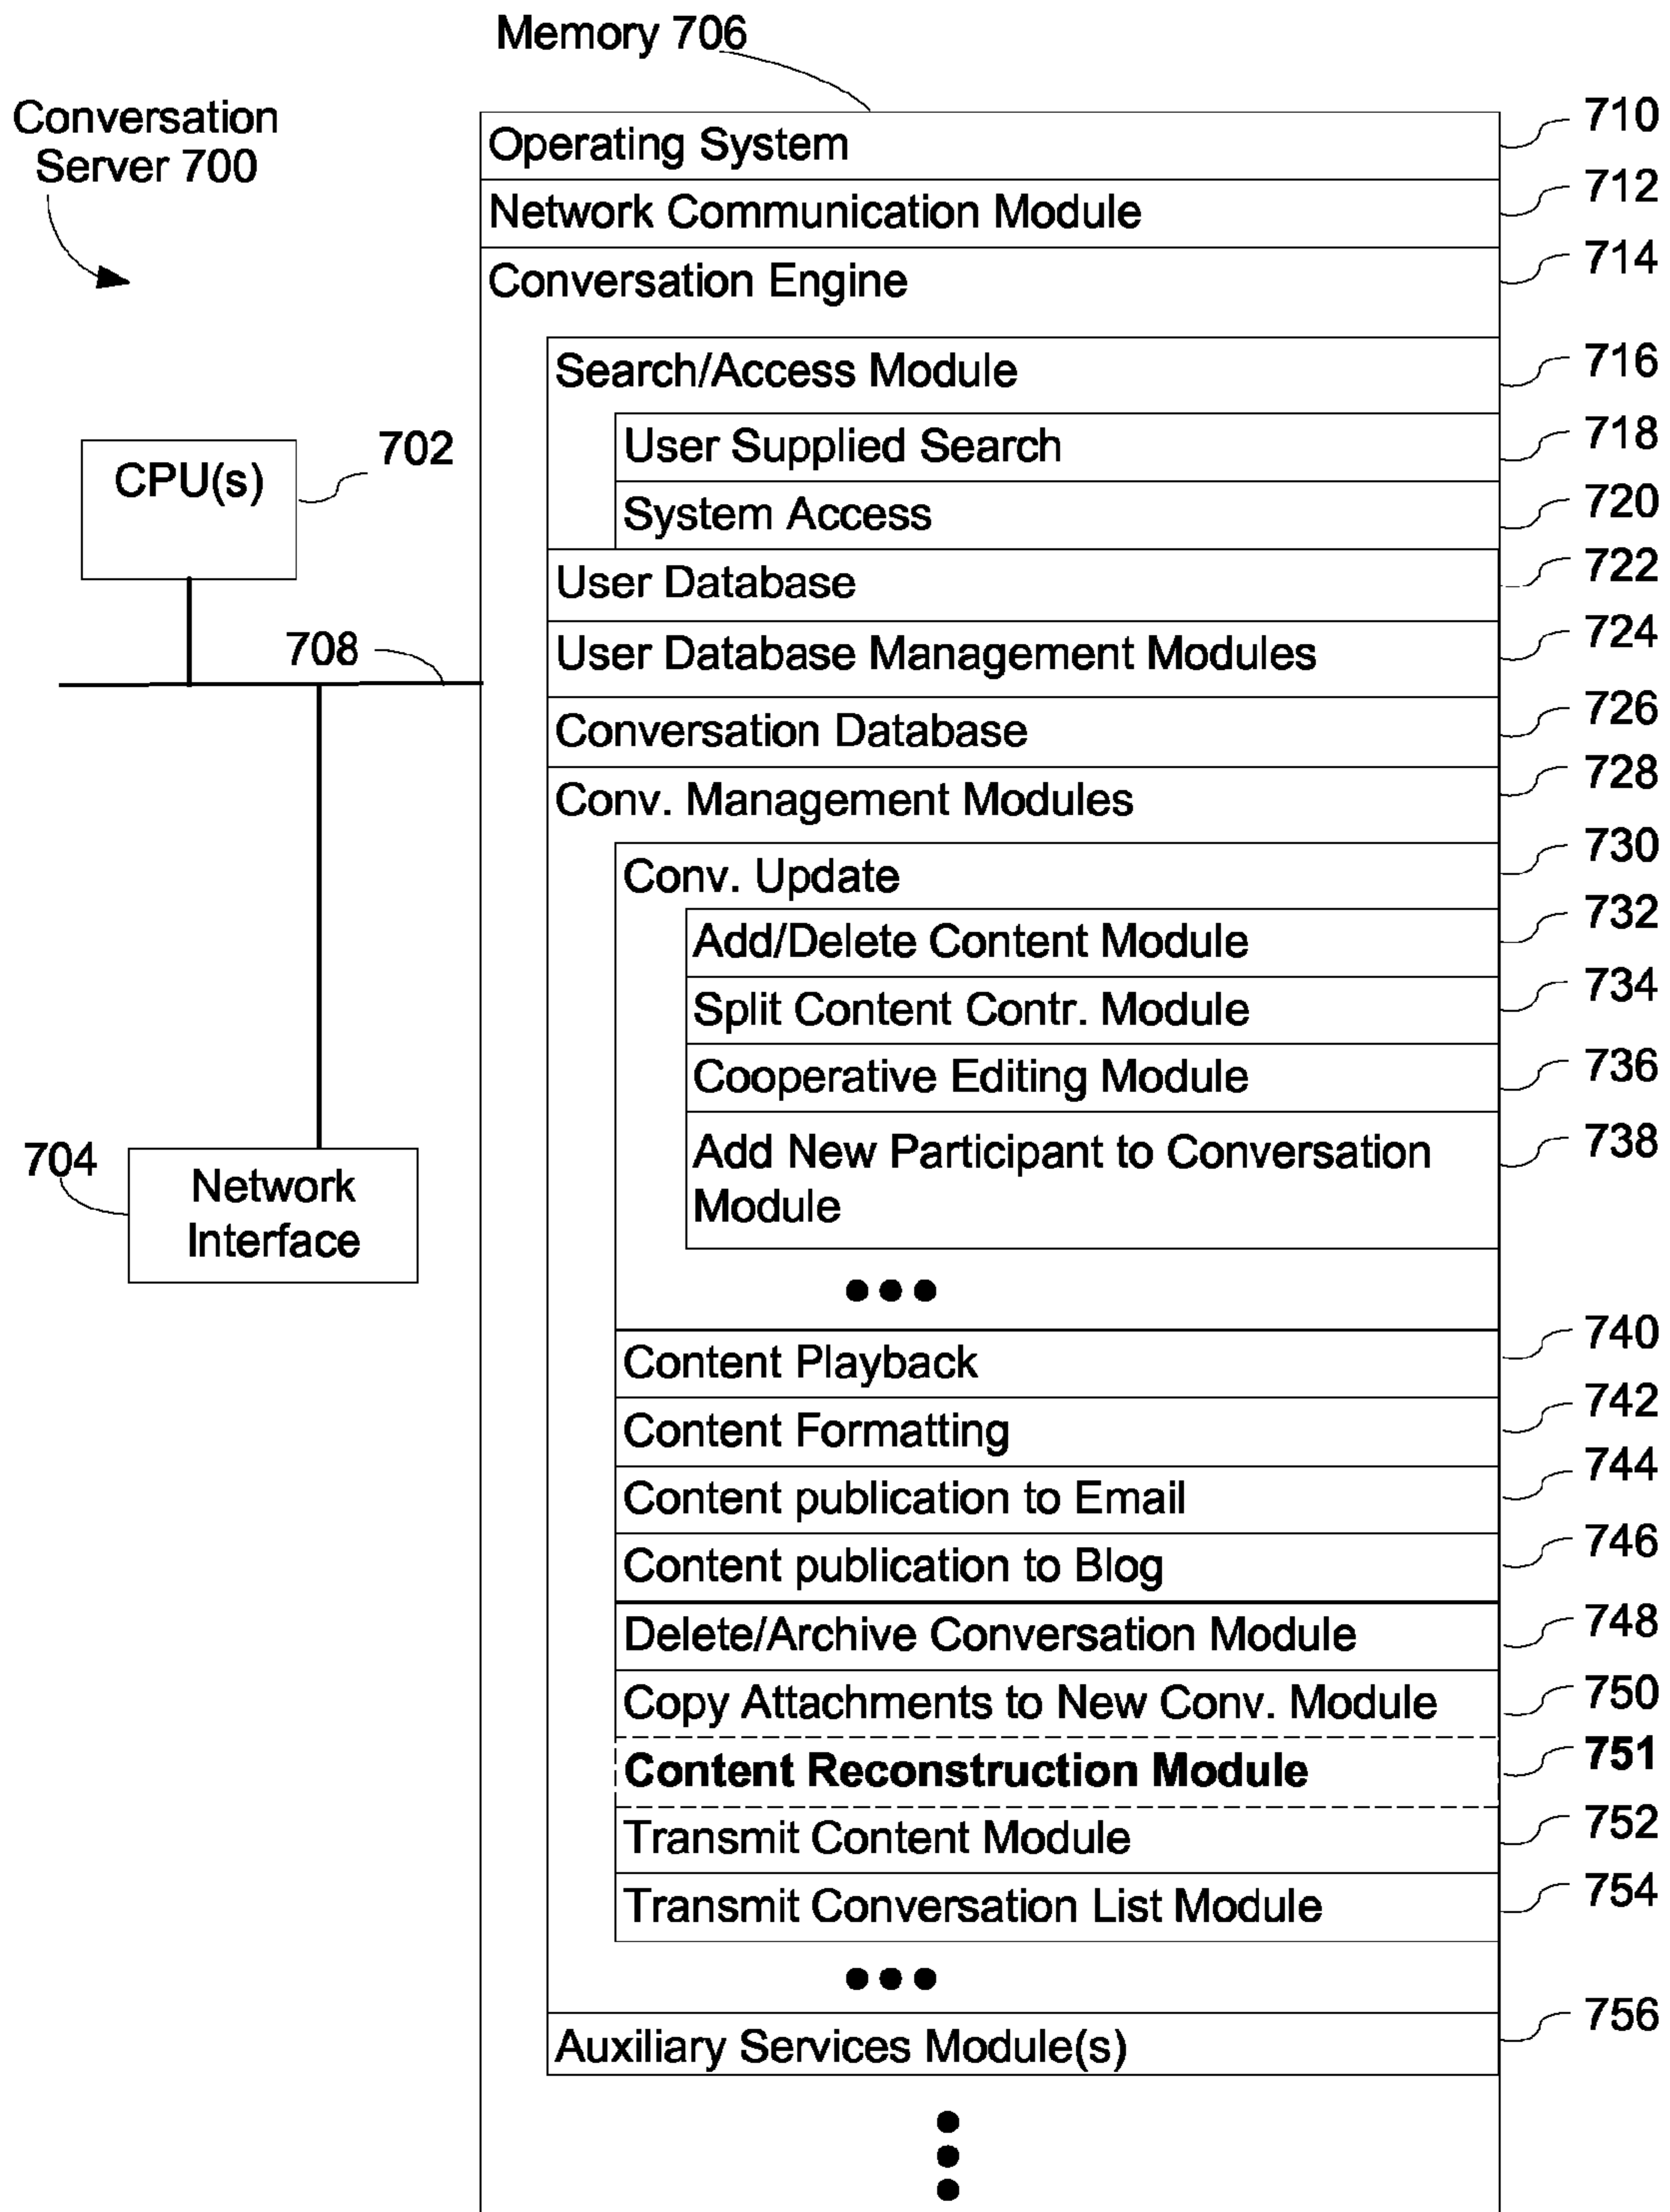 Memory 706
Conversation
Server 700
Operating System 710
Network Communication Module 712
Conversation Engine 714
Search/Access Module 716
User Supplied Search 718
CPU(s) 702
System Access 720
User Database 722
708
User Database Management Modules 724
Conversation Database 726
Conv. Management Modules 728
Conv. Update 730
Add/Delete Content Module 732
Split Content Contr. Module 734
Cooperative Editing Module 736
Add New Participant to Conversation 738
Module
704
Network
Interface
Content Playback 740
Content Formatting 742
Content publication to Email 744
Content publication to Blog 746
Delete/Archive Conversation Module 748
Copy Attachments to New Conv. Module 750
Content Reconstruction Module 751
Transmit Content Module 752
Transmit Conversation List Module 754
Auxiliary Services Module(s) 756